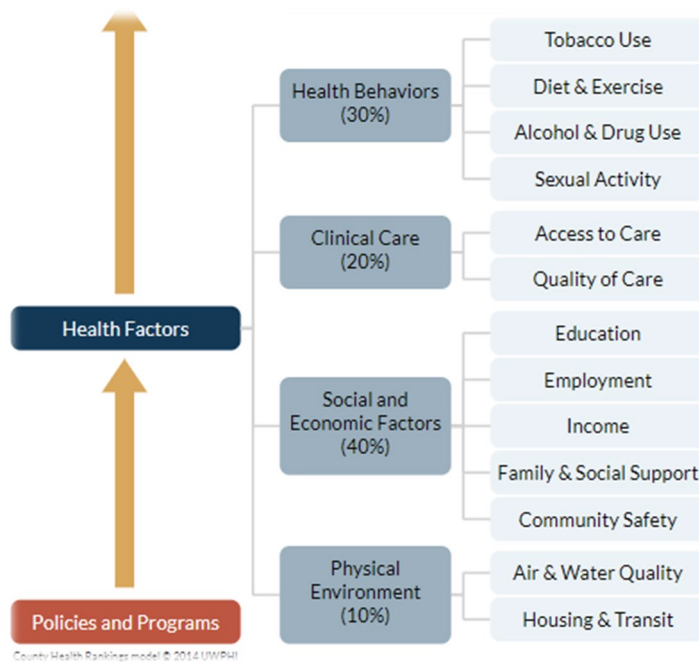 Health Factors
Policies and Programs
Health Behaviors
(30%)
Tobacco Use
Diet & Exercise
Alcohol & Drug Use
Sexual Activity
Clinical Care
(20%)
Access to Care
Quality of Care
Social and
Economic Factors
(40%)
Education
Employment
Income
Family & Social Support
Community Safety
Physical
Environment
(10%)
Air & Water Quality
Housing & Transit
County Health Rankings model © 2014 UWPHI